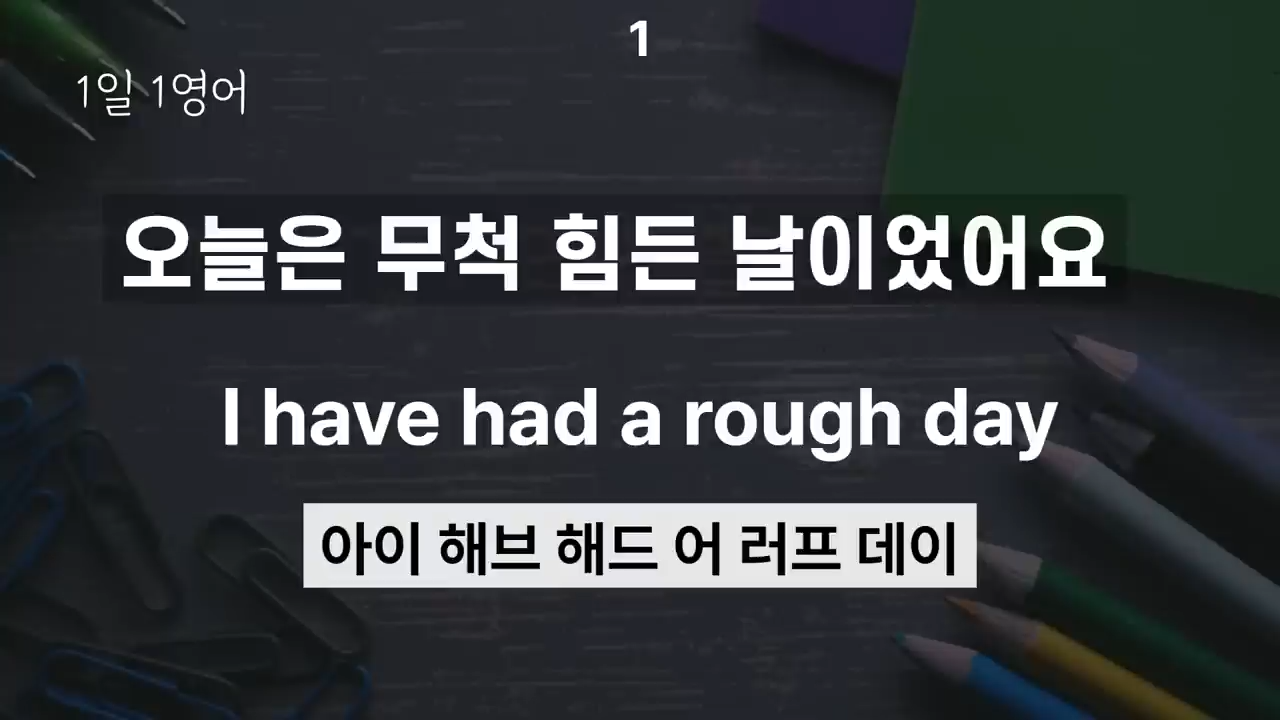 1
1일 1영어
오늘은 무척 힘든 날이었어요
I have had a rough day
아이 해브 해드 어 러프 데이